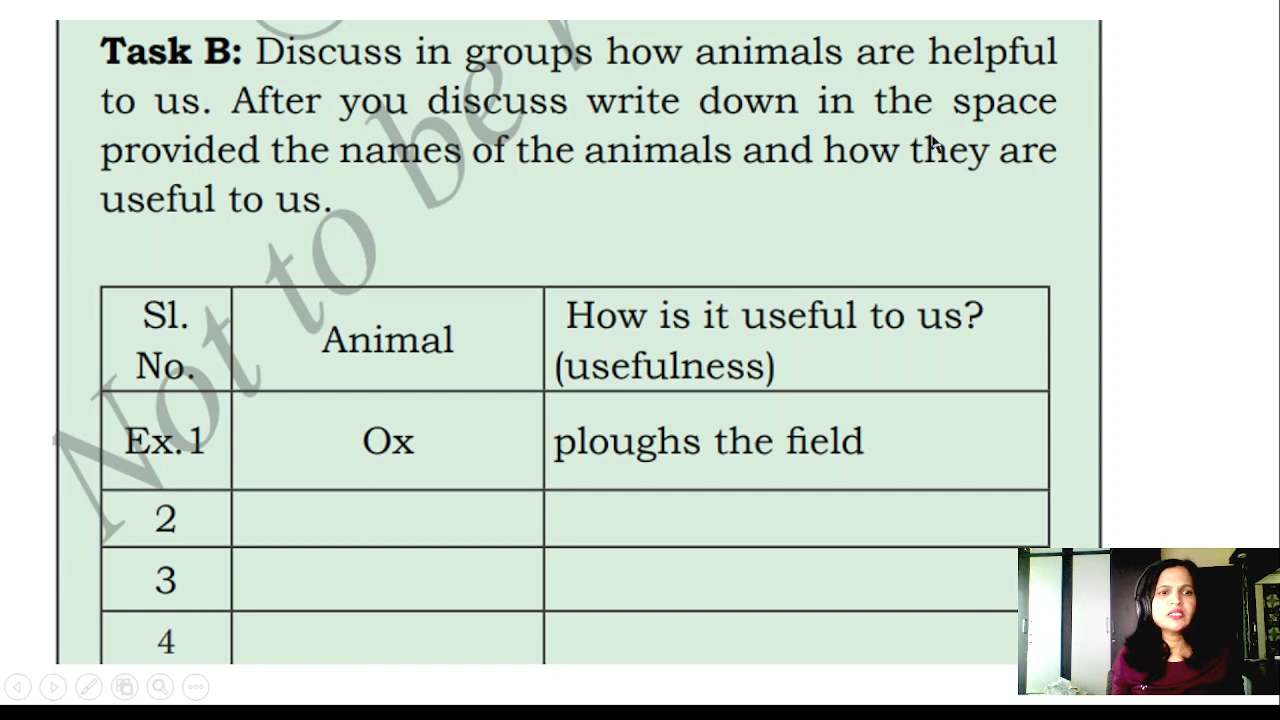 Task B: Discuss in groups how animals are helpful
to us. After you discuss write down in the space
provided the names of the animals and how they are
useful to us.
Sl.
No.
Animal
How is it useful to us?
(usefulness)
Ex.1
Ox
ploughs the field
2
3
4
Not to be r